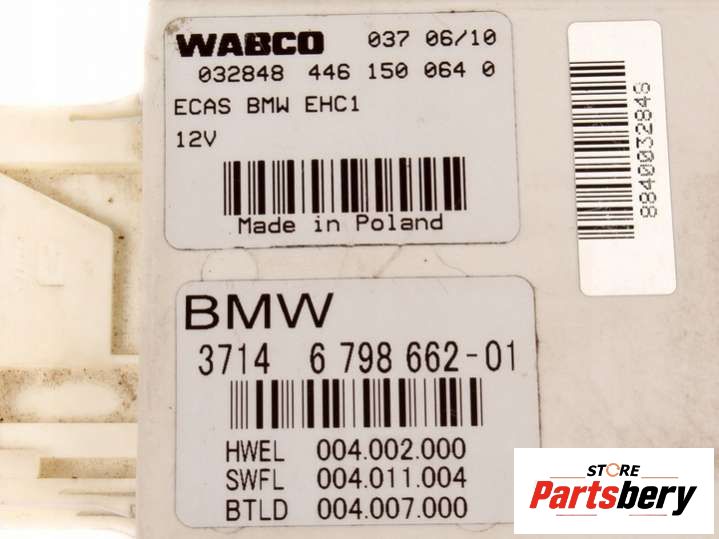 WABCO 037 06/10
032848 446 150 064 0
ECAS BMW EHC1
12V
Made in Poland
8840032848
BMW
3714 6 798 662-01
HWEL 004.002.000
SWFL 004.011.004
BTLD 004.007.000
STORE
Partsbery